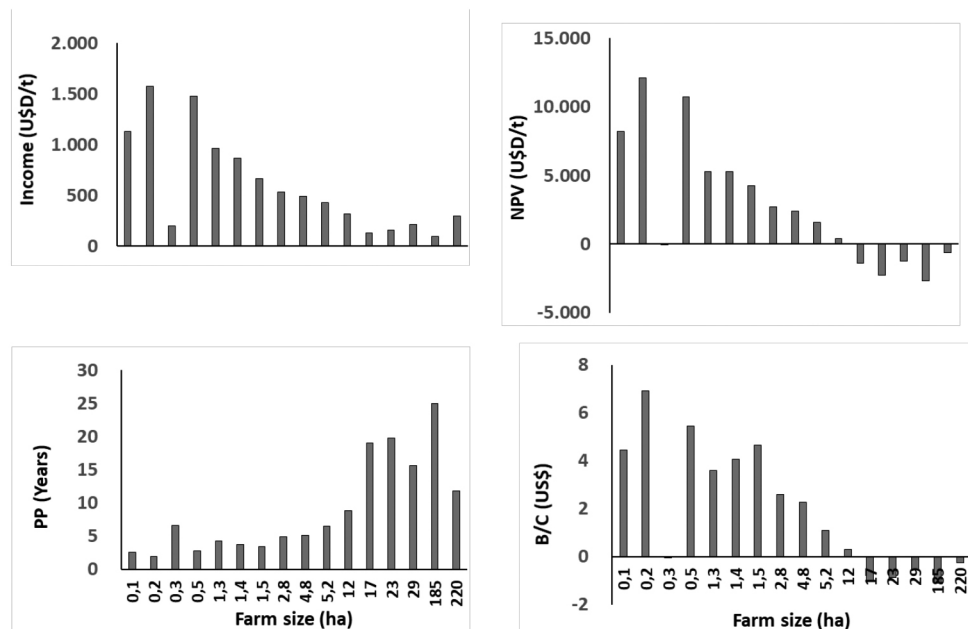 Income (U$D/t)
2.000
1.500
1.000
500
0
NPV (U$D/t)
15.000
10.000
5.000
0
-5.000
PP (Years)
30
25
20
15
10
5
0
0,1 0,2 0,3 0,5 1,3 1,4 1,5 2,8 4,8 5,2 12 17 23 29 185 220
Farm size (ha)
B/C (US$)
8
6
4
2
0
-2
0,1 0,2 0,3 0,5 1,3 1,4 1,5 2,8 4,8 5,2 12 17 23 29 185 220
Farm size (ha)